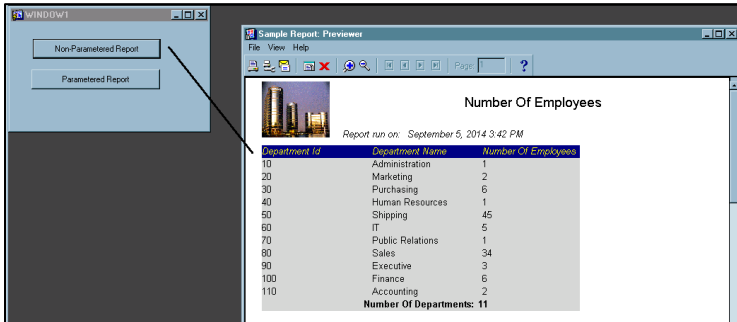 WINDOW1
Non-Parametered Report
Parametered Report
Sample Report: Previewer
File View Help
Page: 1
Number Of Employees
Report run on: September 5, 2014 3:42 PM
Department Id Department Name Number Of Employees
10 Administration 1
20 Marketing 2
30 Purchasing 6
40 Human Resources 1
50 Shipping 45
60 IT 5
70 Public Relations 1
80 Sales 34
90 Executive 3
100 Finance 6
110 Accounting 2
Number Of Departments: 11